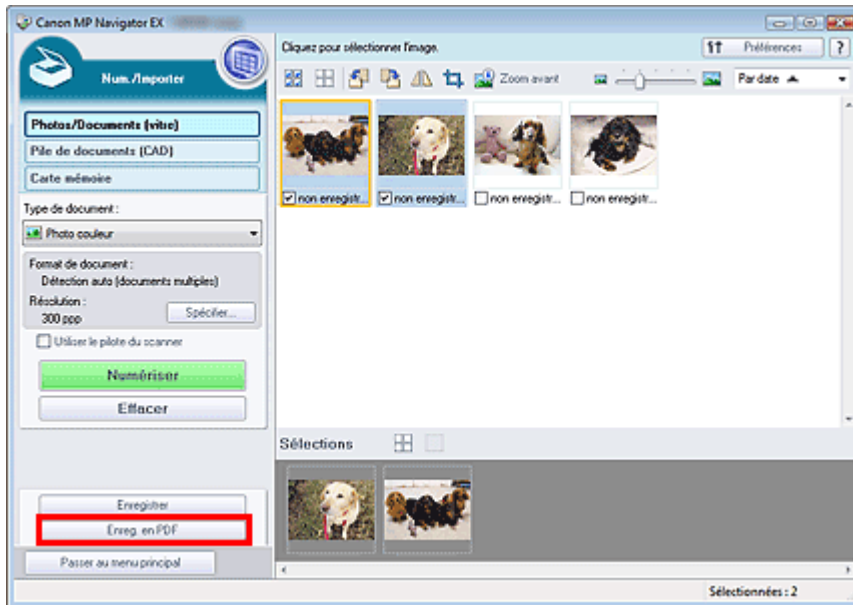 Canon MP Navigator EX
Num./Importer
Photos/Documents (vitre)
Pile de documents (CAD)
Carte mémoire
Type de document :
Photo couleur
Format de document :
Détection auto (documents multiples)
Résolution :
300 ppp
Spécifier...
Utiliser le pilote du scanner
Numériser
Effacer
Enregistrer
Enreg. en PDF
Passer au menu principal
Cliquez pour sélectionner l'image.
Préférences
?
Zoom avant
Par date
non enregistr...
non enregistr...
non enregistr...
non enregistr...
Sélections
Sélectionnées : 2